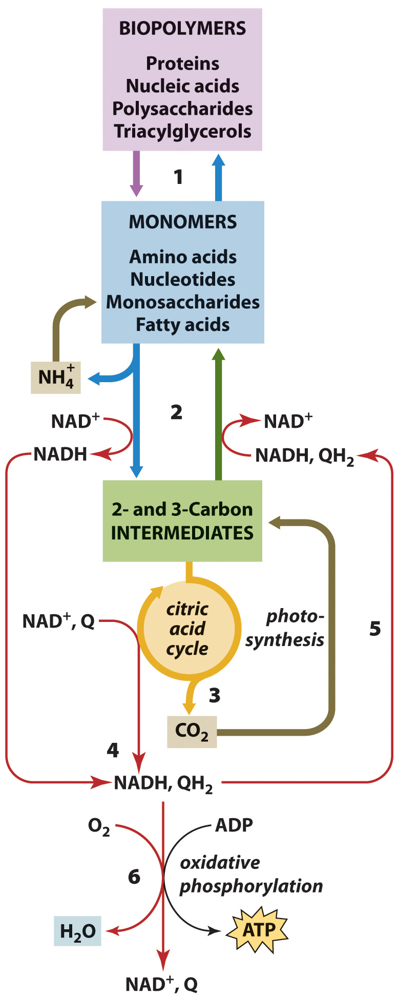 BIOPOLYMERS
Proteins
Nucleic acids
Polysaccharides
Triacylglycerols
1
MONOMERS
Amino acids
Nucleotides
Monosaccharides
Fatty acids
NH₄⁺
2
NAD⁺
NADH
NAD⁺
NADH, QH₂
2- and 3-Carbon
INTERMEDIATES
citric
acid
cycle
NAD⁺, Q
photo-
synthesis
5
3
CO₂
4
NADH, QH₂
O₂
ADP
6
oxidative
phosphorylation
H₂O
ATP
NAD⁺, Q